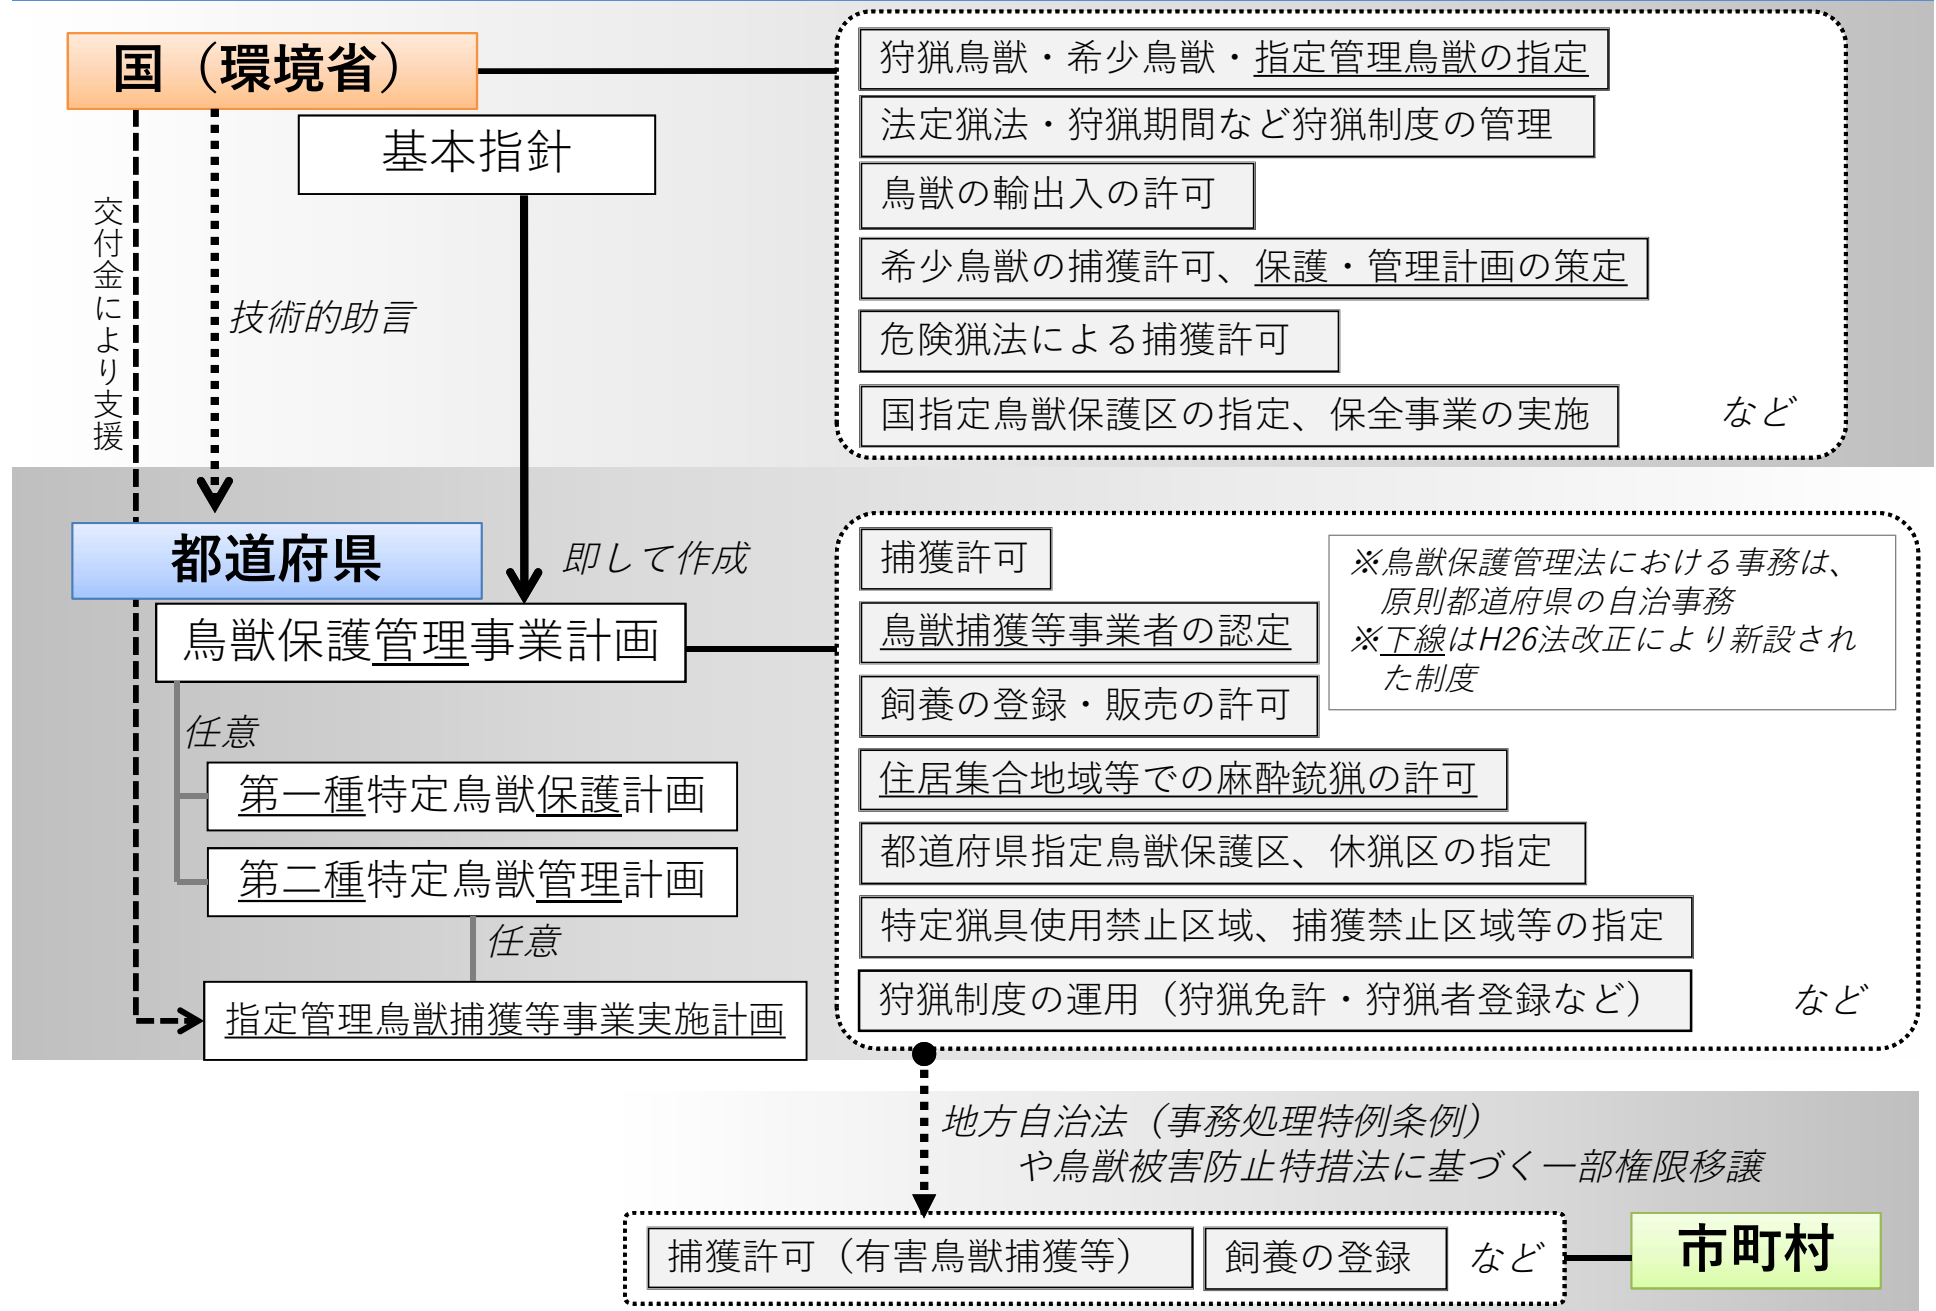 国（環境省）
基本指針
交付金により支援
技術的助言
狩猟鳥獣・希少鳥獣・指定管理鳥獣の指定
法定猟法・狩猟期間など狩猟制度の管理
鳥獣の輸出入の許可
希少鳥獣の捕獲許可、保護・管理計画の策定
危険猟法による捕獲許可
国指定鳥獣保護区の指定、保全事業の実施
など
都道府県
即して作成
鳥獣保護管理事業計画
任意
第一種特定鳥獣保護計画
第二種特定鳥獣管理計画
任意
指定管理鳥獣捕獲等事業実施計画
捕獲許可
鳥獣捕獲等事業者の認定
飼養の登録・販売の許可
住居集合地域等での麻酔銃猟の許可
都道府県指定鳥獣保護区、休猟区の指定
特定猟具使用禁止区域、捕獲禁止区域等の指定
狩猟制度の運用（狩猟免許・狩猟者登録など）
など
※鳥獣保護管理法における事務は、
原則都道府県の自治事務
※下線はH26法改正により新設され
た制度
地方自治法（事務処理特例条例）
や鳥獣被害防止特措法に基づく一部権限移譲
捕獲許可（有害鳥獣捕獲等）
飼養の登録
など
市町村